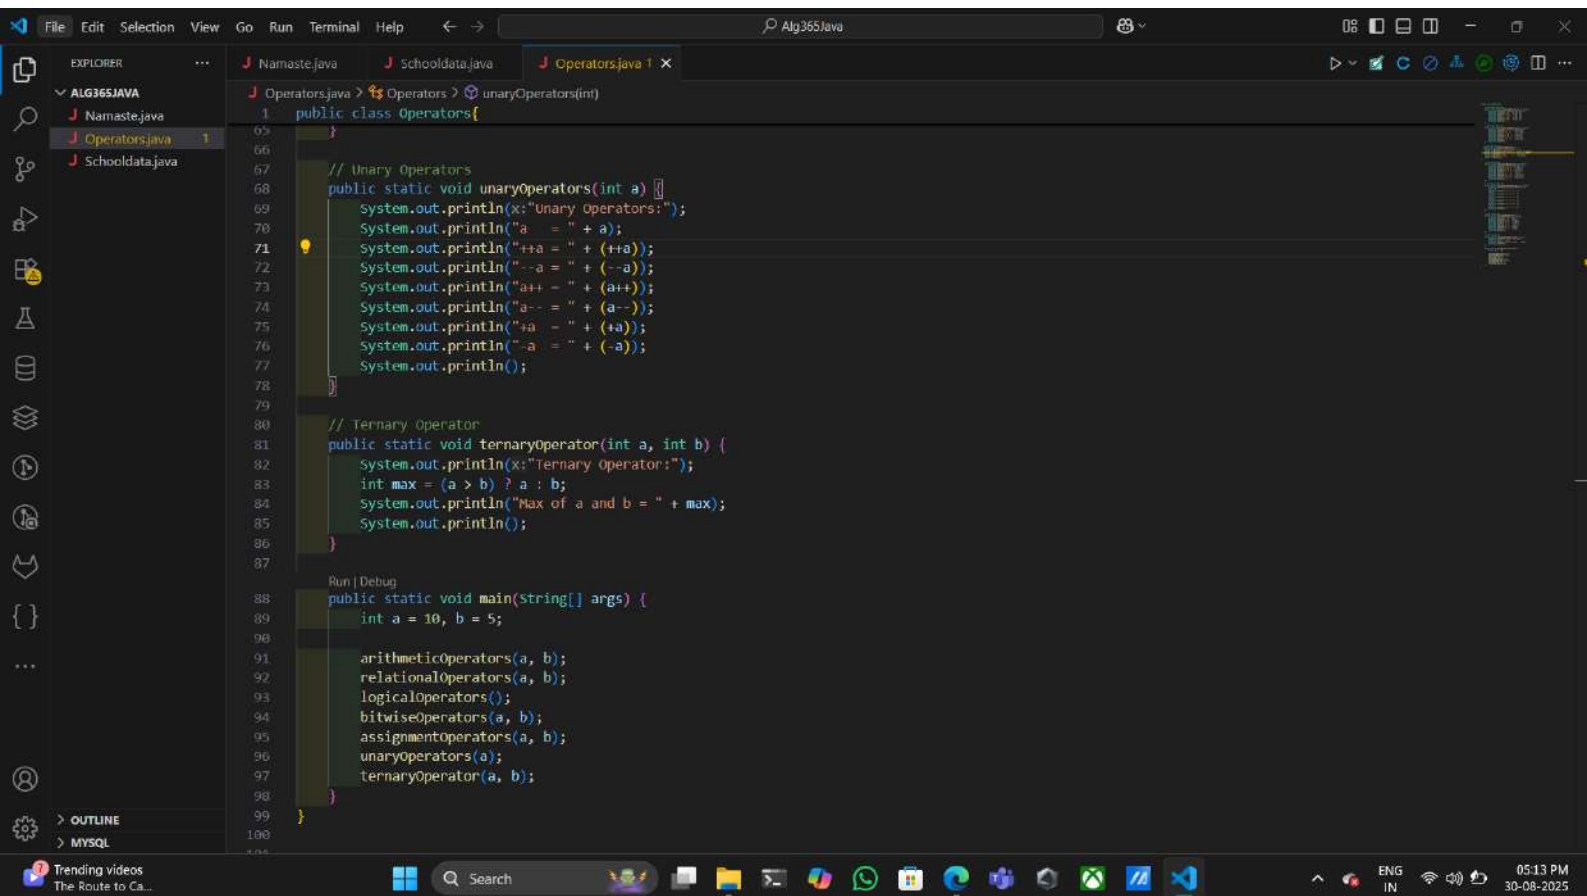 File Edit Selection View Go Run Terminal Help
Alg365Java
EXPLORER
ALG365JAVA
Namaste.java
Operators.java 1
Schooldata.java
OUTLINE
MYSQL
Namaste.java Schooldata.java Operators.java 1
Operators.java > Operators > unaryOperators(int)
1 public class Operators{
65 }
66
67 // Unary Operators
68 public static void unaryOperators(int a) {
69 System.out.println(x:"Unary Operators:");
70 System.out.println("a   = " + a);
71 System.out.println("++a = " + (++a));
72 System.out.println("--a = " + (--a));
73 System.out.println("a++ = " + (a++));
74 System.out.println("a-- = " + (a--));
75 System.out.println("+a  = " + (+a));
76 System.out.println("-a  = " + (-a));
77 System.out.println();
78 }
79
80 // Ternary Operator
81 public static void ternaryOperator(int a, int b) {
82 System.out.println(x:"Ternary Operator:");
83 int max = (a > b) ? a : b;
84 System.out.println("Max of a and b = " + max);
85 System.out.println();
86 }
87
Run | Debug
88 public static void main(String[] args) {
89 int a = 10, b = 5;
90
91 arithmeticOperators(a, b);
92 relationalOperators(a, b);
93 logicalOperators();
94 bitwiseOperators(a, b);
95 assignmentOperators(a, b);
96 unaryOperators(a);
97 ternaryOperator(a, b);
98 }
99 }
100
7 Trending videos
The Route to Ca...
Search
ENG
IN
05:13 PM
30-08-2025